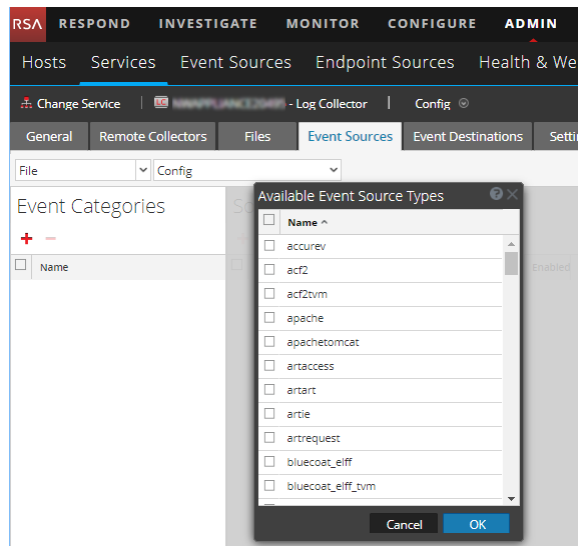 RSA RESPOND INVESTIGATE MONITOR CONFIGURE ADMIN
Hosts Services Event Sources Endpoint Sources Health & We
Change Service - Log Collector Config
General Remote Collectors Files Event Sources Event Destinations Setti
File Config
Event Categories
Name
Available Event Source Types
Name
accurev
acf2
acf2tvm
apache
apachetomcat
artaccess
artart
artie
artrequest
bluecoat_elff
bluecoat_elff_tvm
Cancel OK
Enabled